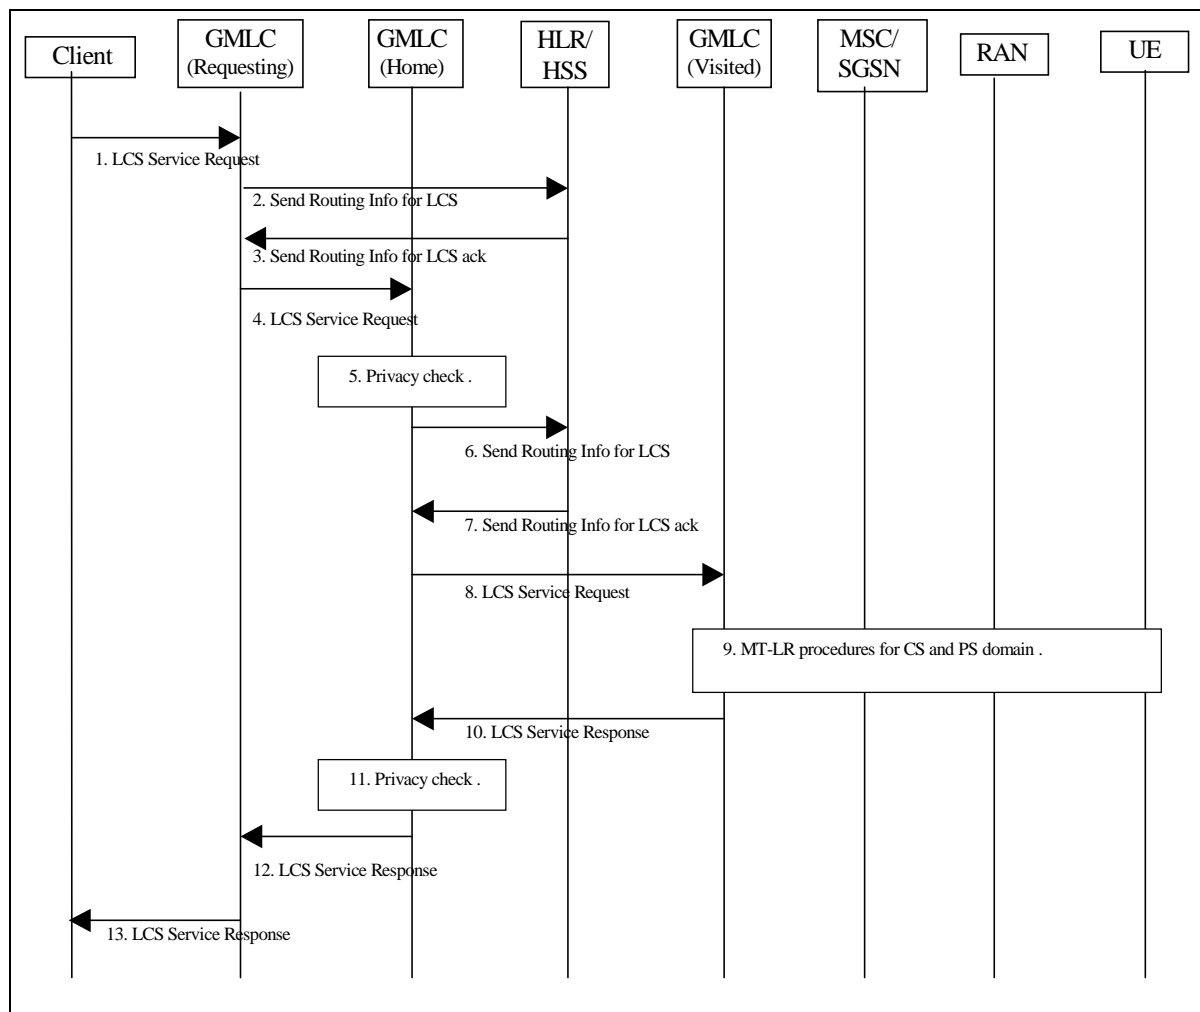 Client
GMLC
(Requesting)
GMLC
(Home)
HLR/
HSS
GMLC
(Visited)
MSC/
SGSN
RAN
UE
1. LCS Service Request
2. Send Routing Info for LCS
3. Send Routing Info for LCS ack
4. LCS Service Request
5. Privacy check .
6. Send Routing Info for LCS
7. Send Routing Info for LCS ack
8. LCS Service Request
9. MT-LR procedures for CS and PS domain .
10. LCS Service Response
11. Privacy check .
12. LCS Service Response
13. LCS Service Response